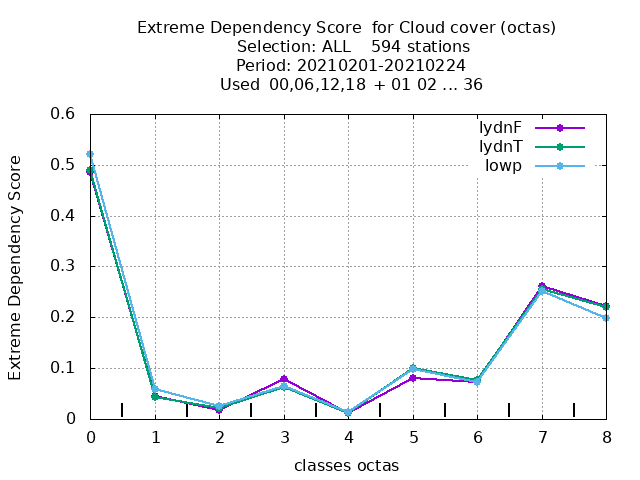 Extreme Dependency Score  for Cloud cover (octas)
Selection: ALL    594 stations
Period: 20210201-20210224
Used  00,06,12,18  + 01 02 ... 36
lydnF
lydnT
lowp
Extreme Dependency Score
0.6
0.5
0.4
0.3
0.2
0.1
0
0 1 2 3 4 5 6 7 8
classes octas